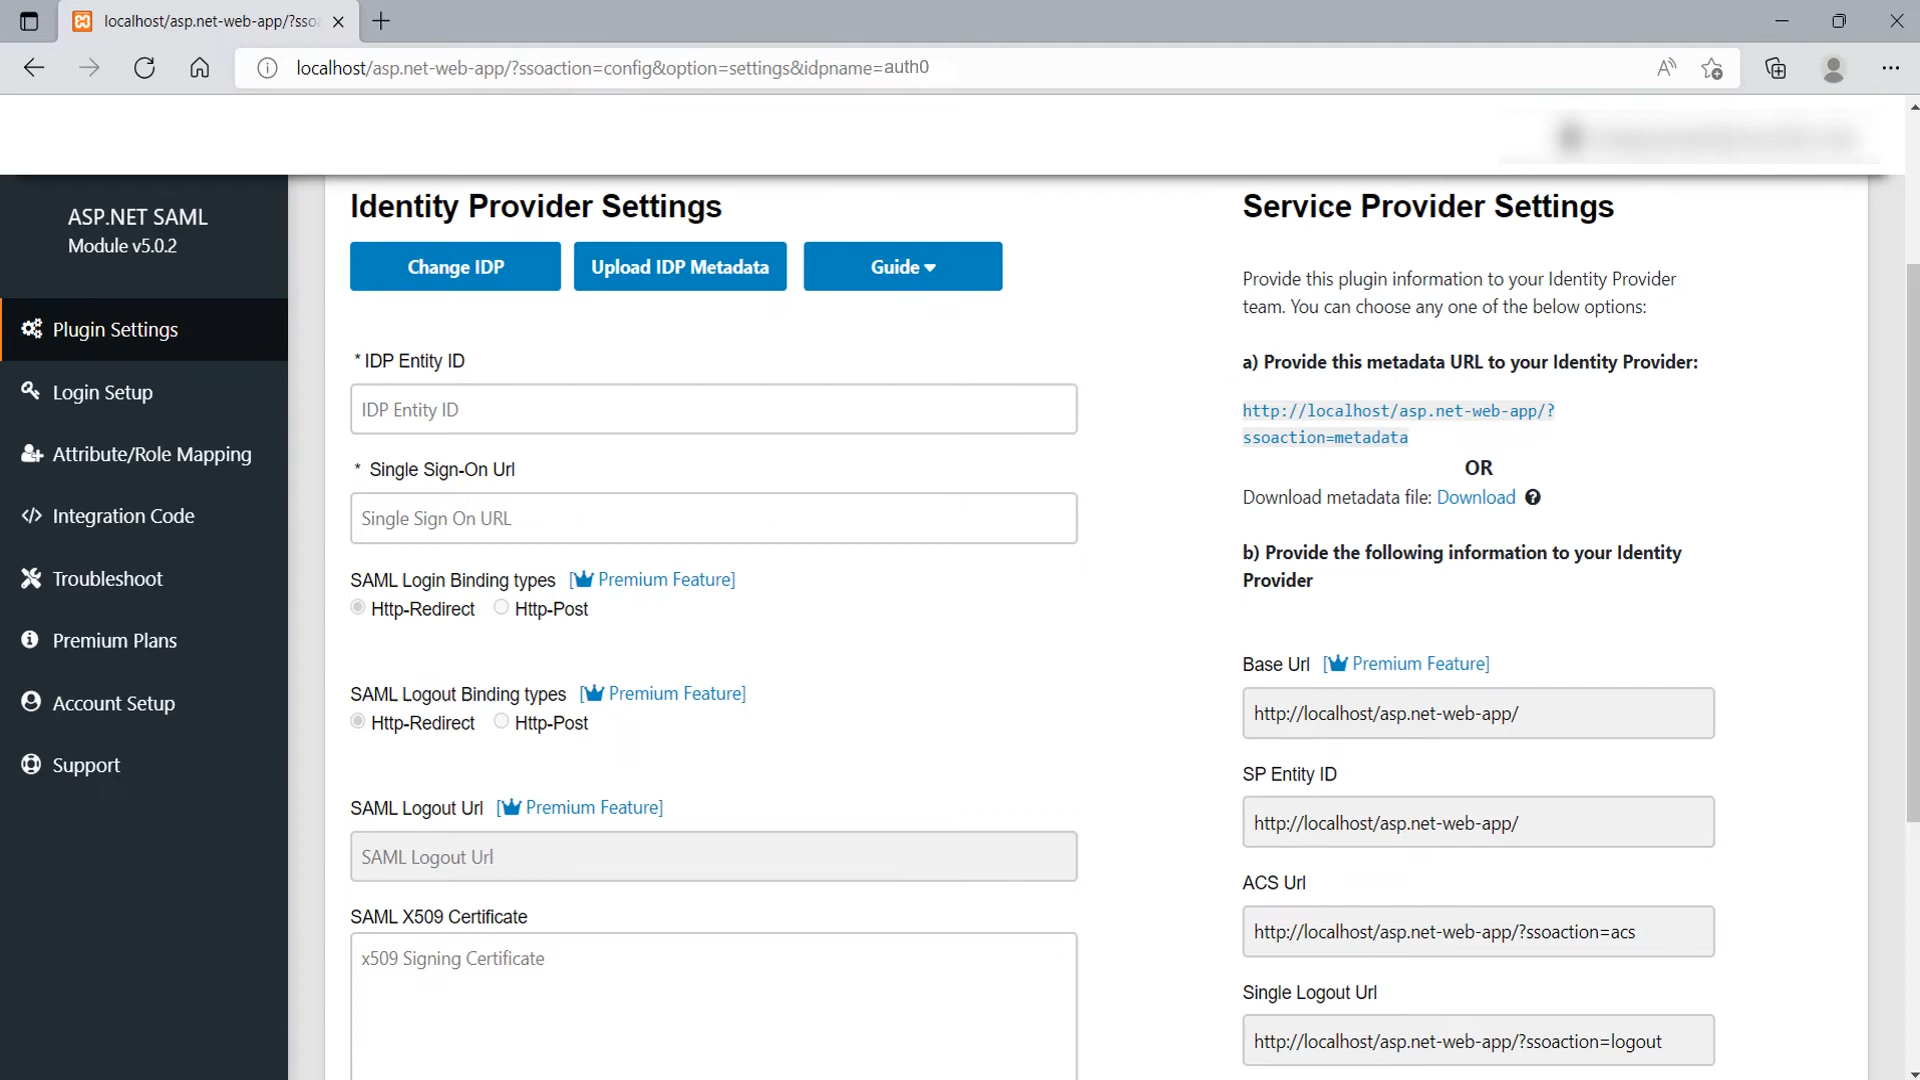 localhost/asp.net-web-app/?sso
localhost/asp.net-web-app/?ssoaction=config&option=settings&idpname=auth0
ASP.NET SAML
Module v5.0.2
Plugin Settings
Login Setup
Attribute/Role Mapping
Integration Code
Troubleshoot
Premium Plans
Account Setup
Support
Identity Provider Settings
Change IDP
Upload IDP Metadata
Guide
* IDP Entity ID
IDP Entity ID
* Single Sign-On Url
Single Sign On URL
SAML Login Binding types [Premium Feature]
Http-Redirect Http-Post
SAML Logout Binding types [Premium Feature]
Http-Redirect Http-Post
SAML Logout Url [Premium Feature]
SAML Logout Url
SAML X509 Certificate
x509 Signing Certificate
Service Provider Settings
Provide this plugin information to your Identity Provider
team. You can choose any one of the below options:
a) Provide this metadata URL to your Identity Provider:
http://localhost/asp.net-web-app/?
ssoaction=metadata
OR
Download metadata file: Download
b) Provide the following information to your Identity
Provider
Base Url [Premium Feature]
http://localhost/asp.net-web-app/
SP Entity ID
http://localhost/asp.net-web-app/
ACS Url
http://localhost/asp.net-web-app/?ssoaction=acs
Single Logout Url
http://localhost/asp.net-web-app/?ssoaction=logout